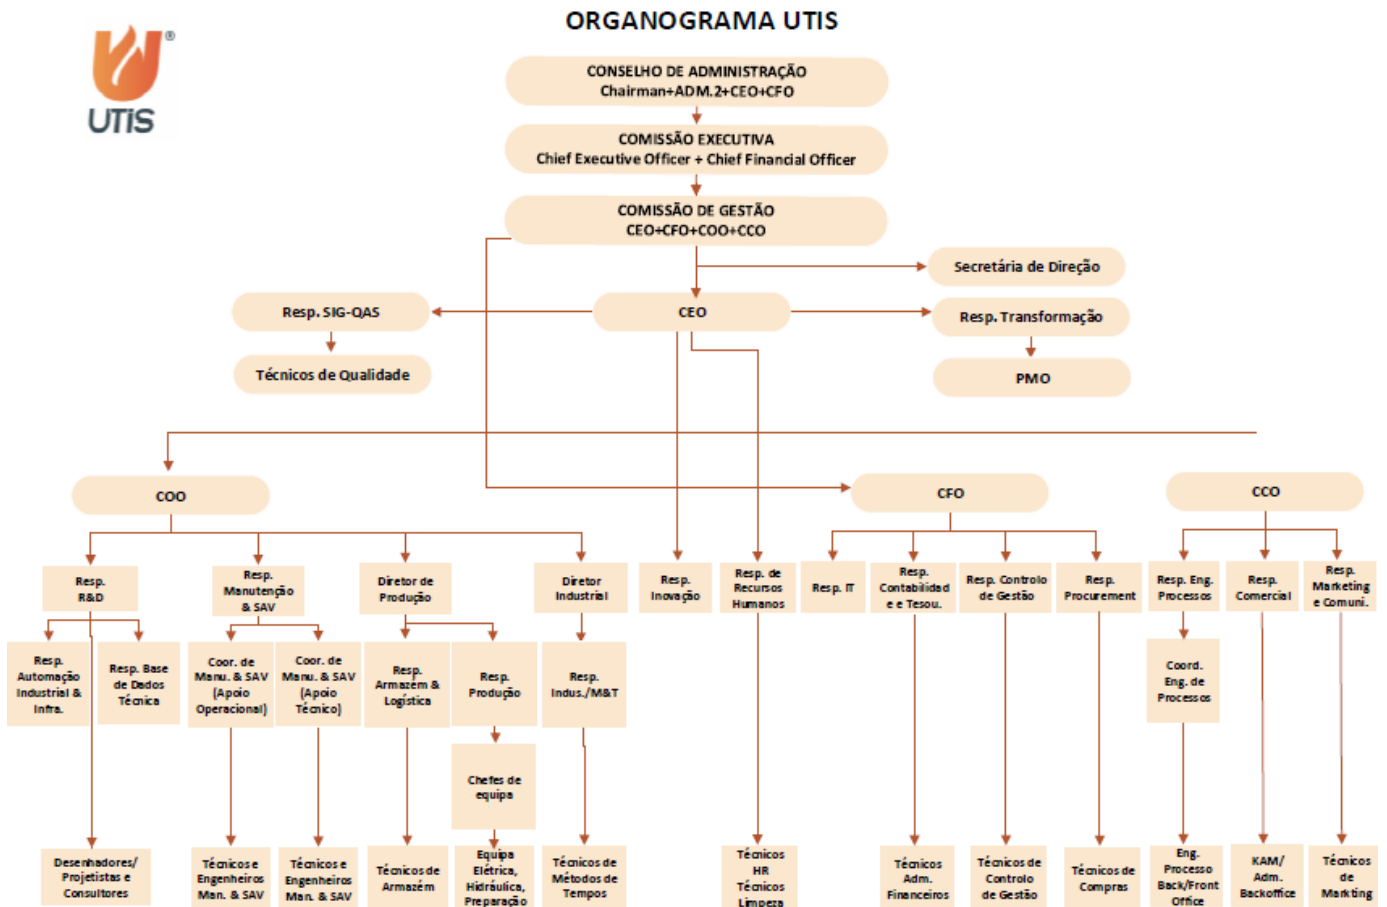 ORGANOGRAMA UTIS
®
UTIS
CONSELHO DE ADMINISTRAÇÃO
Chairman+ADM.2+CEO+CFO
COMISSÃO EXECUTIVA
Chief Executive Officer + Chief Financial Officer
COMISSÃO DE GESTÃO
CEO+CFO+COO+CCO
Secretária de Direção
Resp. SIG-QAS
CEO
Resp. Transformação
Técnicos de Qualidade
PMO
COO
CFO
CCO
Resp.
R&D
Resp.
Manutenção
& SAV
Diretor de
Produção
Diretor
Industrial
Resp.
Inovação
Resp. de
Recursos
Humanos
Resp. IT
Resp.
Contabilidad
e e Tesou.
Resp. Controlo
de Gestão
Resp.
Procurement
Resp. Eng.
Processos
Resp.
Comercial
Resp.
Marketing
e Comuni.
Resp.
Automação
Industrial &
Infra.
Resp. Base
de Dados
Técnica
Coor. de
Manu. & SAV
(Apoio
Operacional)
Coor. de
Manu. & SAV
(Apoio
Técnico)
Resp.
Armazem &
Logística
Resp.
Produção
Resp.
Indus./M&T
Coord.
Eng. de
Processos
Chefes de
equipa
Desenhadores/
Projetistas e
Consultores
Técnicos e
Engenheiros
Man. & SAV
Técnicos e
Engenheiros
Man. & SAV
Técnicos de
Armazém
Equipa
Elétrica,
Hidráulica,
Preparação
Técnicos de
Métodos de
Tempos
Técnicos
HR
Técnicos
Limpeza
Técnicos
Adm.
Financeiros
Técnicos de
Controlo
de Gestão
Técnicos de
Compras
Eng.
Processo
Back/Front
Office
KAM/
Adm.
Backoffice
Técnicos
de
Markting